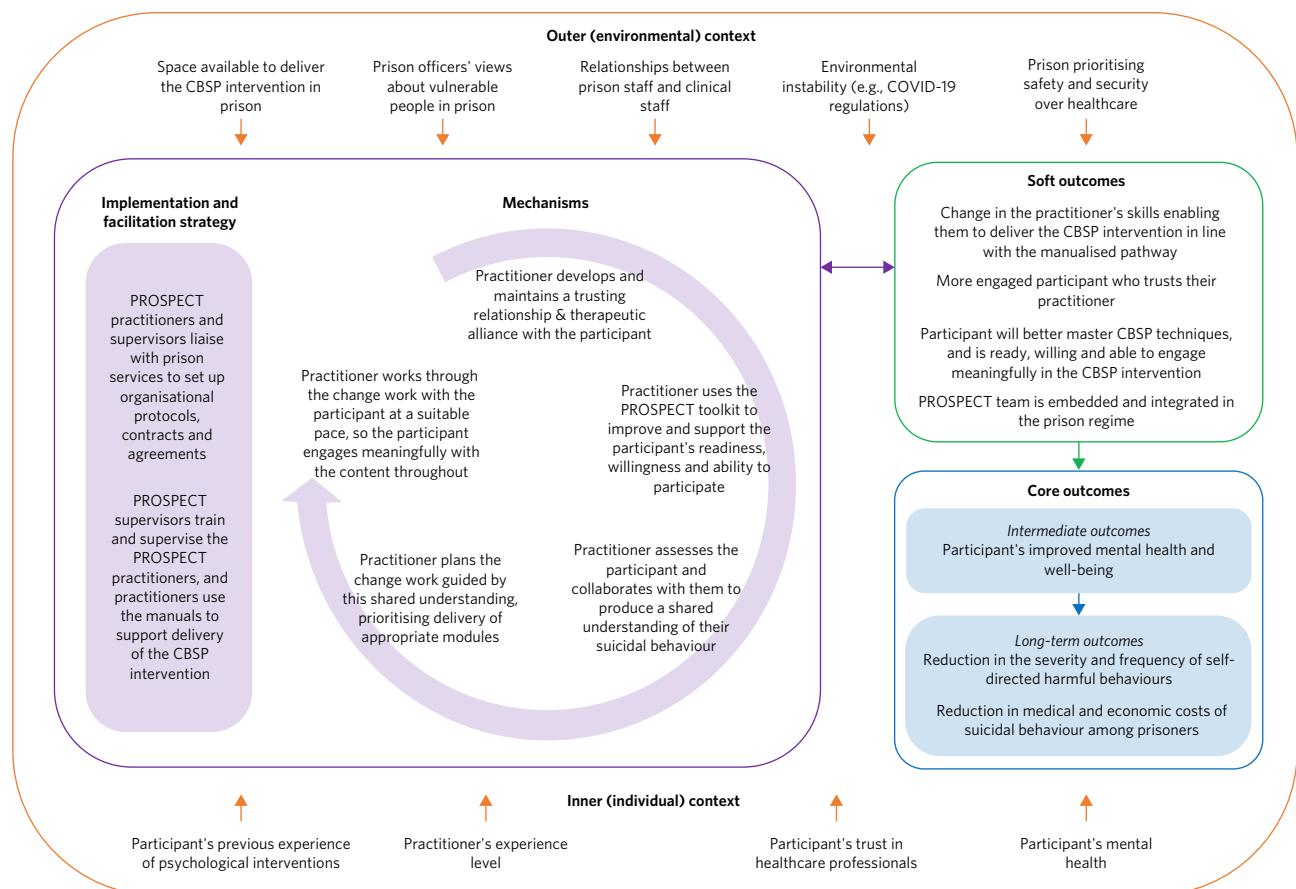 Outer (environmental) context
Space available to deliver
the CBSP intervention in
prison
Prison officers' views
about vulnerable
people in prison
Relationships between
prison staff and clinical
staff
Environmental
instability (e.g., COVID-19
regulations)
Prison prioritising
safety and security
over healthcare
Implementation and
facilitation strategy
PROSPECT
practitioners and
supervisors liaise
with prison
services to set up
organisational
protocols,
contracts and
agreements
PROSPECT
supervisors train
and supervise the
PROSPECT
practitioners, and
practitioners use
the manuals to
support delivery
of the CBSP
intervention
Mechanisms
Practitioner develops and
maintains a trusting
relationship & therapeutic
alliance with the participant
Practitioner uses the
PROSPECT toolkit to
improve and support the
participant's readiness,
willingness and ability to
participate
Practitioner assesses the
participant and
collaborates with them to
produce a shared
understanding of their
suicidal behaviour
Practitioner plans the
change work guided by
this shared understanding,
prioritising delivery of
appropriate modules
Practitioner works through
the change work with the
participant at a suitable
pace, so the participant
engages meaningfully with
the content throughout
Soft outcomes
Change in the practitioner's skills enabling
them to deliver the CBSP intervention in line
with the manualised pathway
More engaged participant who trusts their
practitioner
Participant will better master CBSP techniques,
and is ready, willing and able to engage
meaningfully in the CBSP intervention
PROSPECT team is embedded and integrated in
the prison regime
Core outcomes
Intermediate outcomes
Participant's improved mental health and
well-being
Long-term outcomes
Reduction in the severity and frequency of self-
directed harmful behaviours
Reduction in medical and economic costs of
suicidal behaviour among prisoners
Inner (individual) context
Participant's previous experience
of psychological interventions
Practitioner's experience
level
Participant's trust in
healthcare professionals
Participant's mental
health